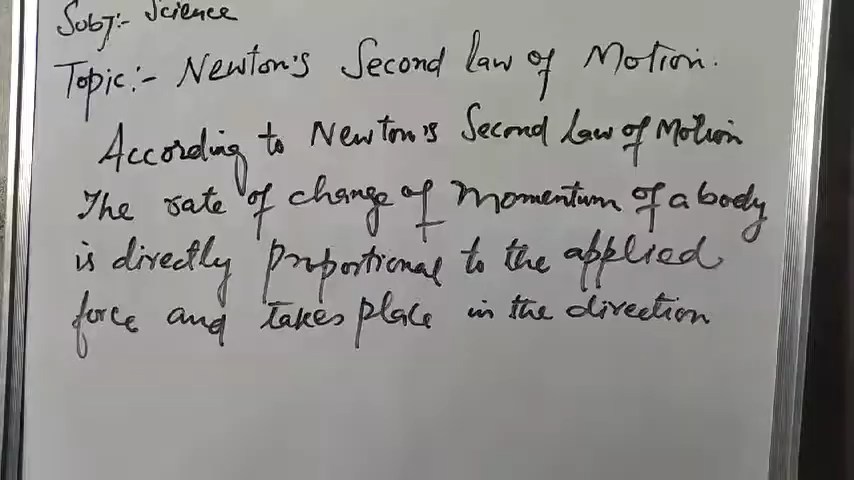 Subj:- Science
Topic:- Newton's Second law of Motion.
According to Newton's Second Law of Motion
The rate of change of momentum of a body
is directly proportional to the applied
force and takes place in the direction